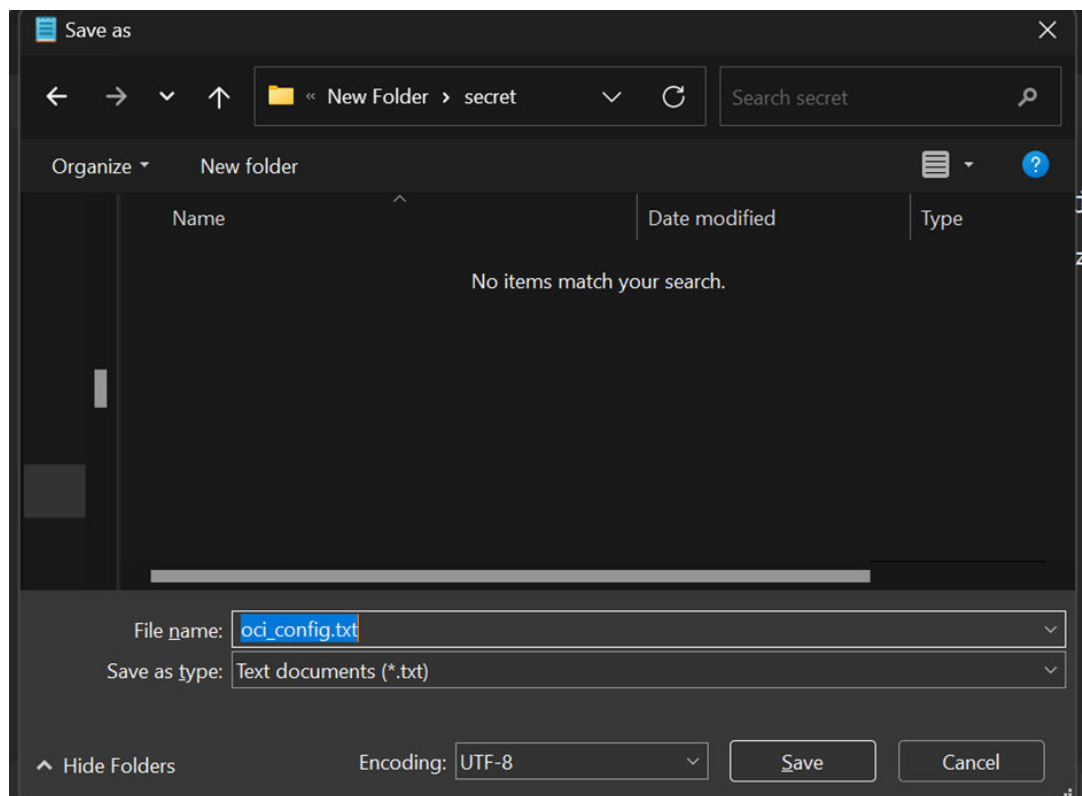 Save as
« New Folder › secret
Search secret
Organize
New folder
Name
Date modified
Type
No items match your search.
File name: oci_config.txt
Save as type: Text documents (*.txt)
Hide Folders
Encoding: UTF-8
Save
Cancel